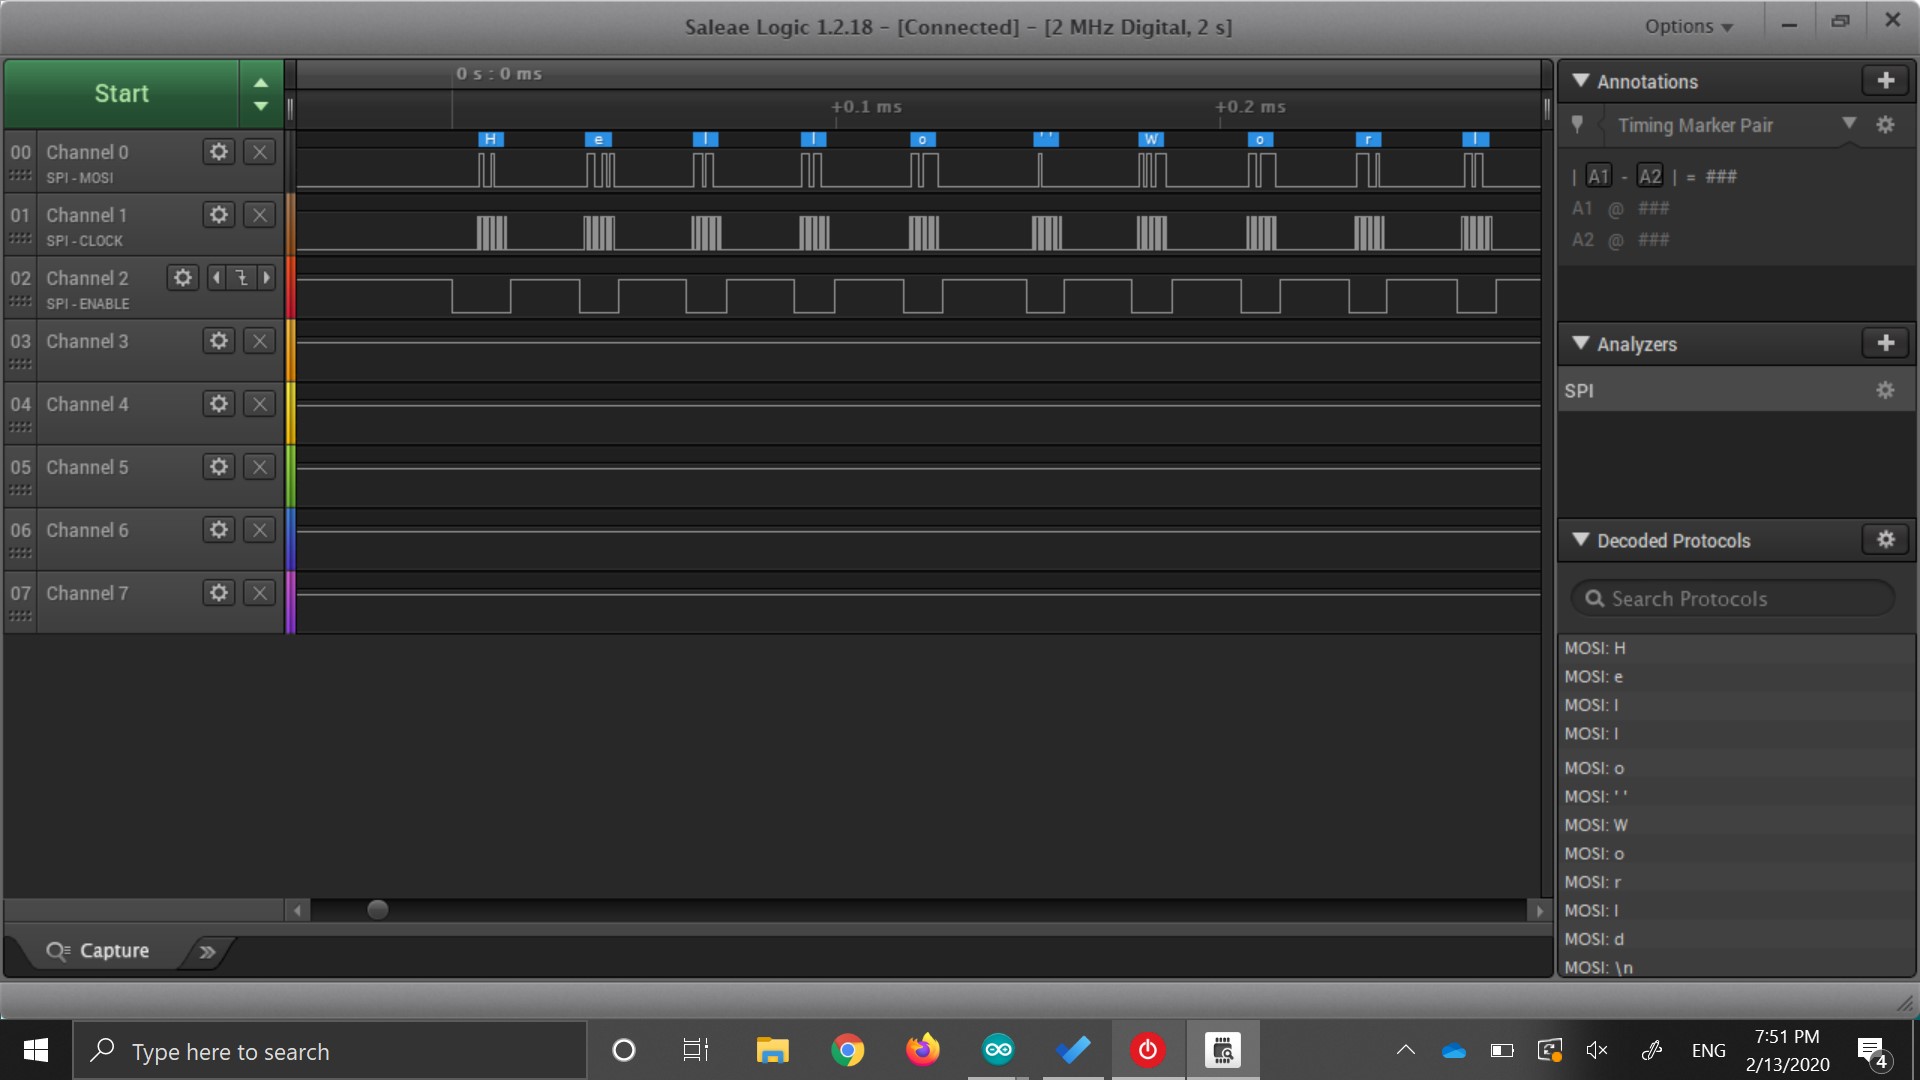 Saleae Logic 1.2.18 - [Connected] - [2 MHz Digital, 2 s]
Options
Start
0 s : 0 ms
+0.1 ms
+0.2 ms
H e l l o ' ' W o r l
00 Channel 0
SPI - MOSI
01 Channel 1
SPI - CLOCK
02 Channel 2
SPI - ENABLE
03 Channel 3
04 Channel 4
05 Channel 5
06 Channel 6
07 Channel 7
Capture
Annotations
Timing Marker Pair
| A1 - A2 | = ###
A1 @ ###
A2 @ ###
Analyzers
SPI
Decoded Protocols
Search Protocols
MOSI: H
MOSI: e
MOSI: l
MOSI: l
MOSI: o
MOSI: ' '
MOSI: W
MOSI: o
MOSI: r
MOSI: l
MOSI: d
MOSI: \n
Type here to search
ENG
7:51 PM
2/13/2020
4